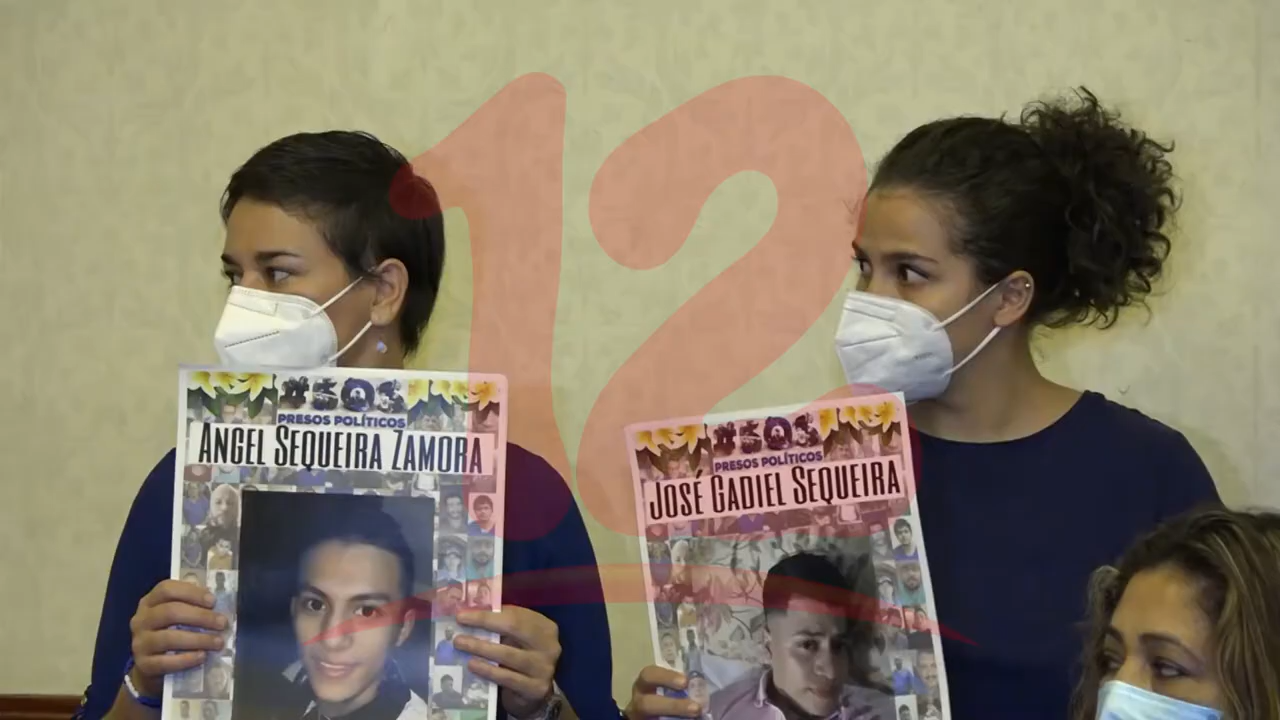 #SOS
PRESOS POLÍTICOS
ANGEL SEQUEIRA ZAMORA
#SOS
PRESOS POLÍTICOS
JOSÉ GADIEL SEQUEIRA
12